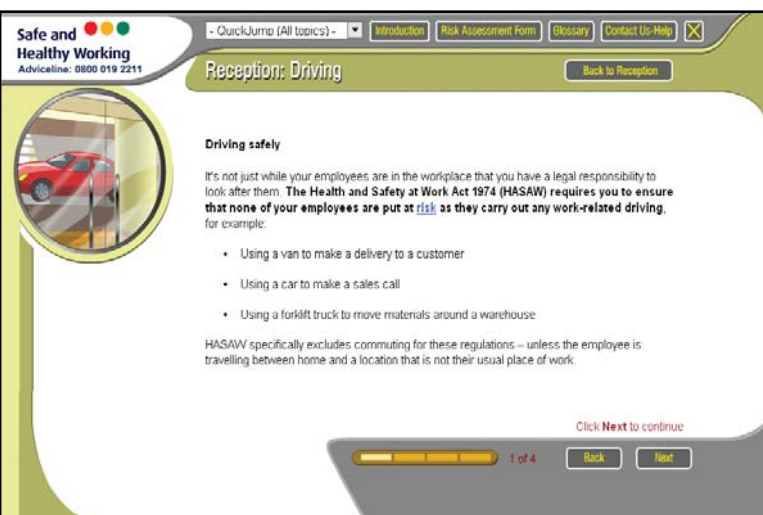 Safe and
Healthy Working
Adviceline: 0800 019 2211
- QuickJump (All topics) -
Introduction
Risk Assessment Form
Glossary
Contact Us-Help
X
Reception: Driving
Back to Reception
Driving safely
It's not just while your employees are in the workplace that you have a legal responsibility to
look after them. The Health and Safety at Work Act 1974 (HASAW) requires you to ensure
that none of your employees are put at risk as they carry out any work-related driving,
for example:
• Using a van to make a delivery to a customer
• Using a car to make a sales call
• Using a forklift truck to move materials around a warehouse
HASAW specifically excludes commuting for these regulations – unless the employee is
travelling between home and a location that is not their usual place of work.
Click Next to continue
1 of 4
Back
Next